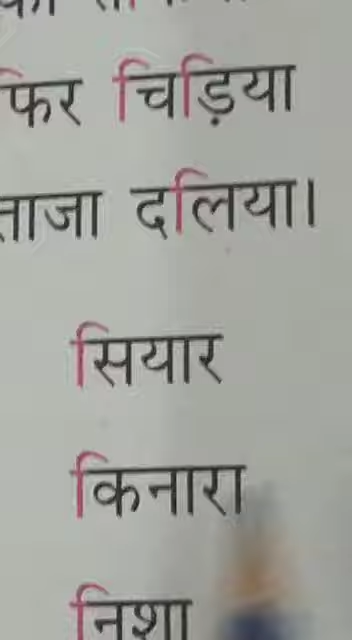 फिर चिड़िया
ताजा दलिया।
सियार
किनारा
निशा